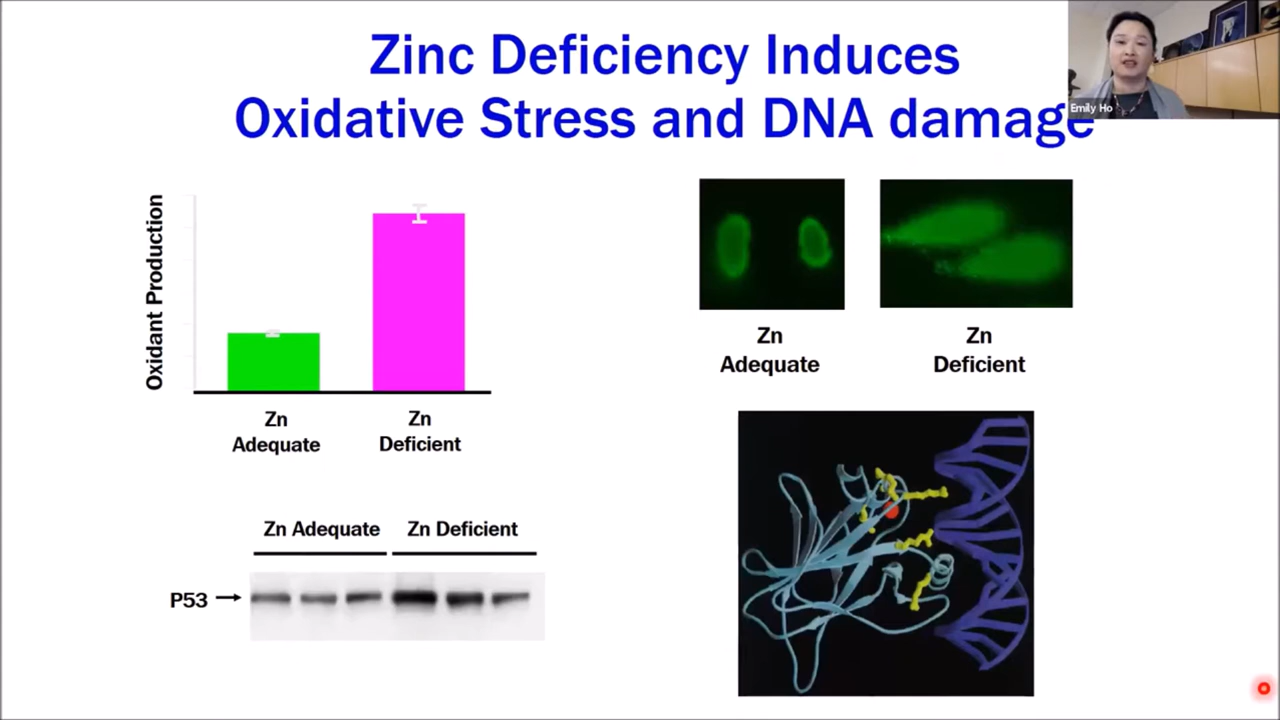 Zinc Deficiency Induces
Oxidative Stress and DNA damage
Emily Ho
Oxidant Production
Zn
Adequate
Zn
Deficient
Zn
Adequate
Zn
Deficient
Zn Adequate
Zn Deficient
P53